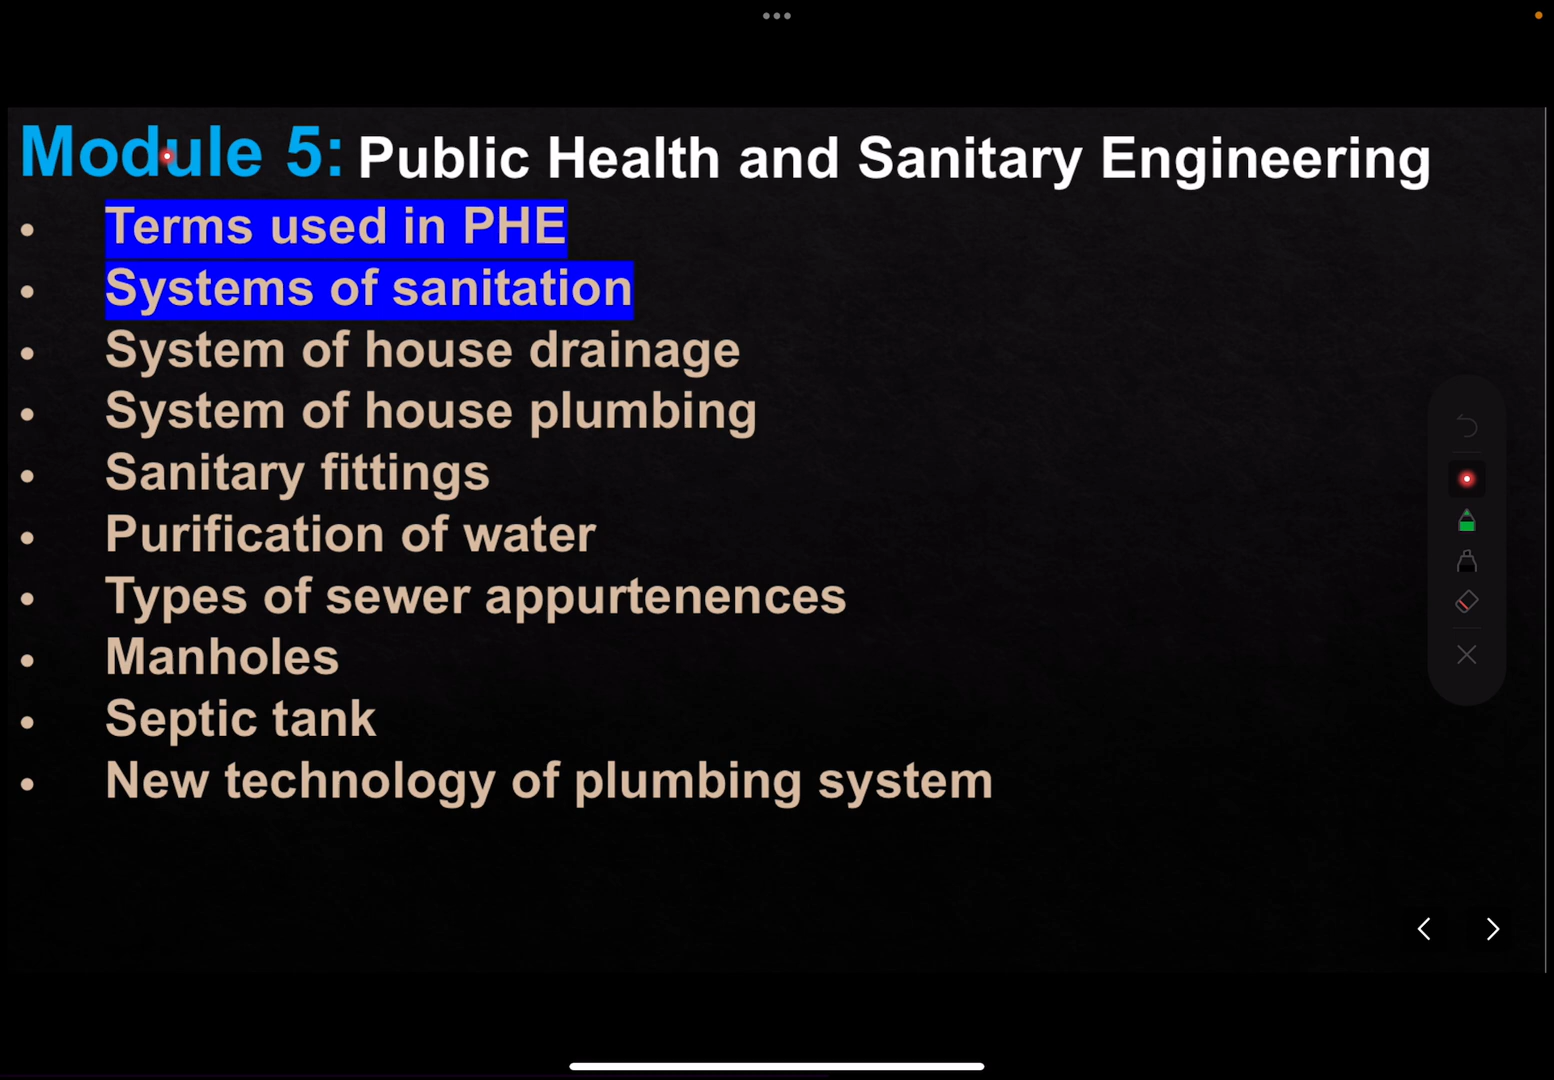 Module 5: Public Health and Sanitary Engineering
• Terms used in PHE
• Systems of sanitation
• System of house drainage
• System of house plumbing
• Sanitary fittings
• Purification of water
• Types of sewer appurtenences
• Manholes
• Septic tank
• New technology of plumbing system